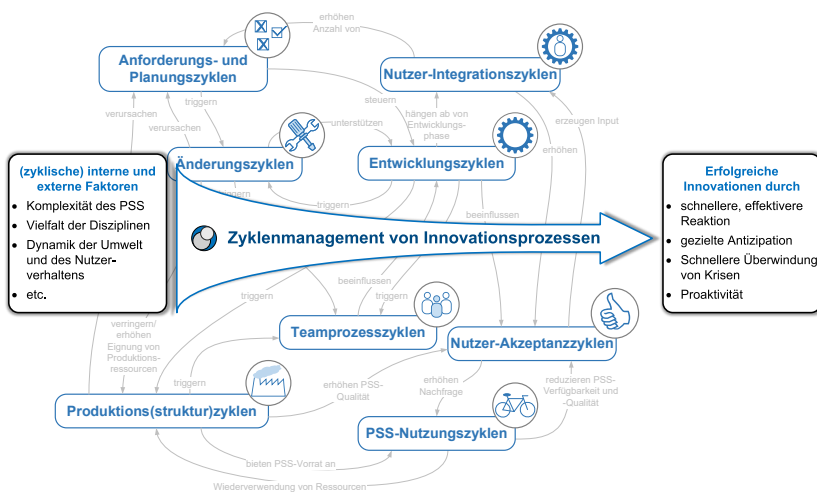 erhöhen
Anzahl von
Anforderungs- und
Planungszyklen
Nutzer-Integrationszyklen
verursachen
triggern
steuern
hängen ab von
Entwicklungs-
phase
erzeugen Input
verursachen
unterstützen
erhöhen
Änderungszyklen
Entwicklungszyklen
(zyklische) interne und
externe Faktoren
Komplexität des PSS
Vielfalt der Disziplinen
Dynamik der Umwelt
und des Nutzer-
verhaltens
etc.
triggern
beeinflussen
Zyklenmanagement von Innovationsprozessen
Erfolgreiche
Innovationen durch
schnellere, effektivere
Reaktion
gezielte Antizipation
Schnellere Überwindung
von Krisen
Proaktivität
triggern
beeinflussen
triggern
verringern/
erhöhen
Eignung von
Produktions-
ressourcen
Teamprozesszyklen
Nutzer-Akzeptanzzyklen
triggern
erhöhen PSS-
Qualität
erhöhen
Nachfrage
reduzieren PSS-
Verfügbarkeit und
-Qualität
Produktions(struktur)zyklen
PSS-Nutzungszyklen
bieten PSS-Vorrat an
Wiederverwendung von Ressourcen